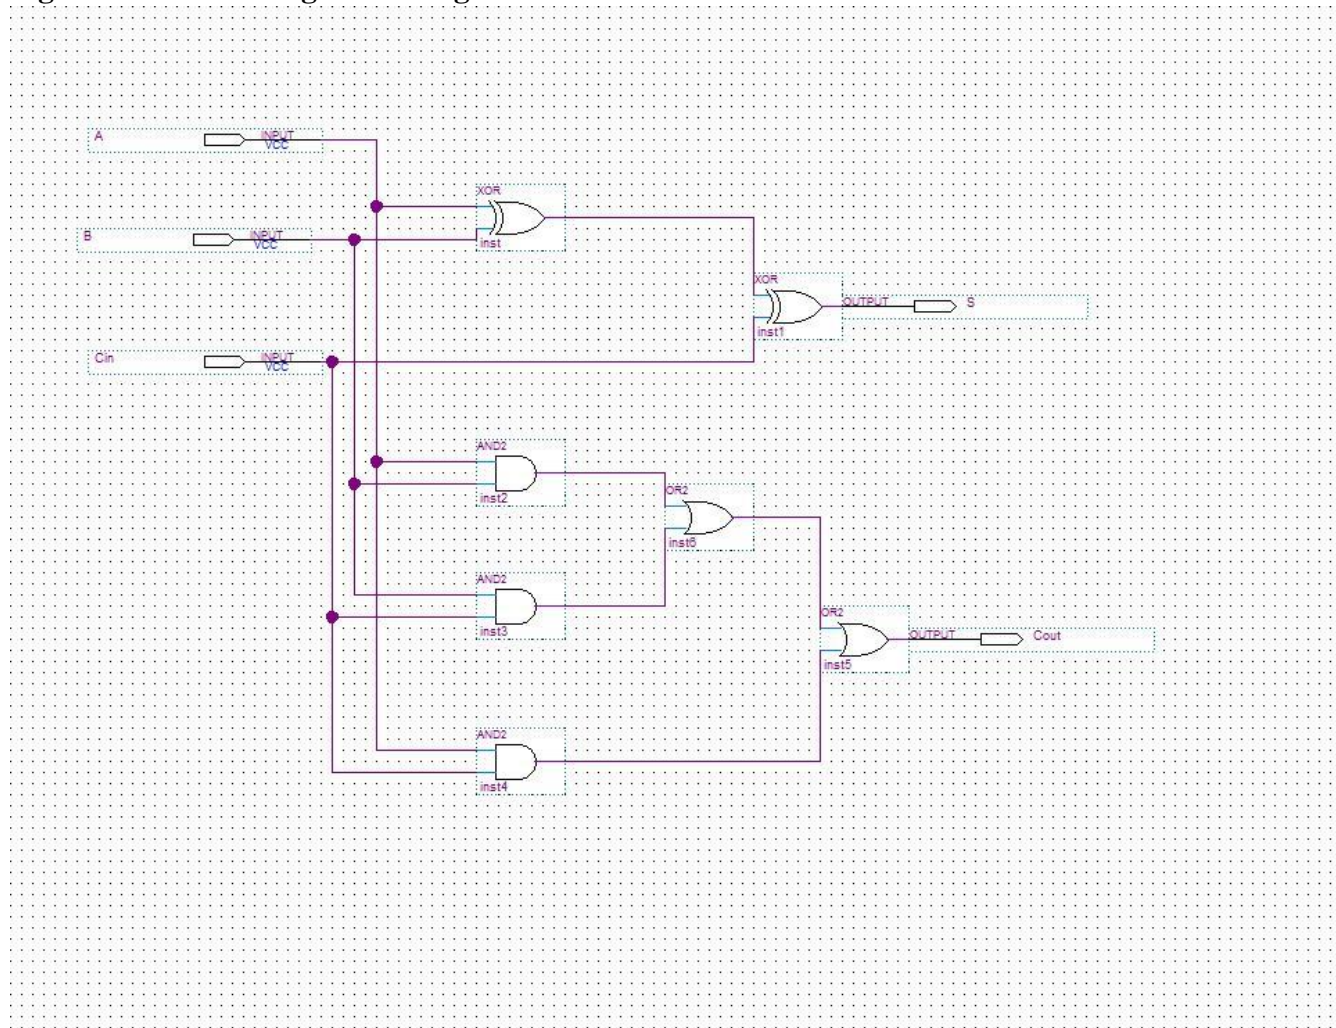 A
INPUT
VCC
XOR
inst
B
INPUT
VCC
XOR
inst1
OUTPUT
S
Cin
INPUT
VCC
AND2
inst2
OR2
inst6
AND2
inst3
OR2
inst5
OUTPUT
Cout
AND2
inst4